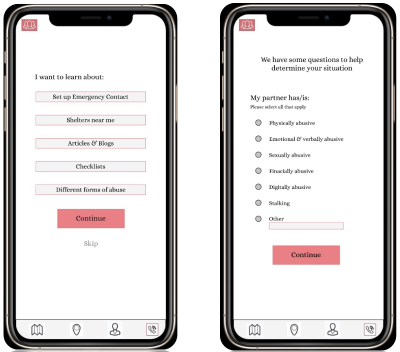 I want to learn about:
Set up Emergency Contact
Shelters near me
Articles & Blogs
Checklists
Different forms of abuse
Continue
Skip
We have some questions to help
determine your situation
My partner has/is:
Please select all that apply
Physically abusive
Emotional & verbally abusive
Sexually abusive
Finacially abusive
Digitally abusive
Stalking
Other
Continue